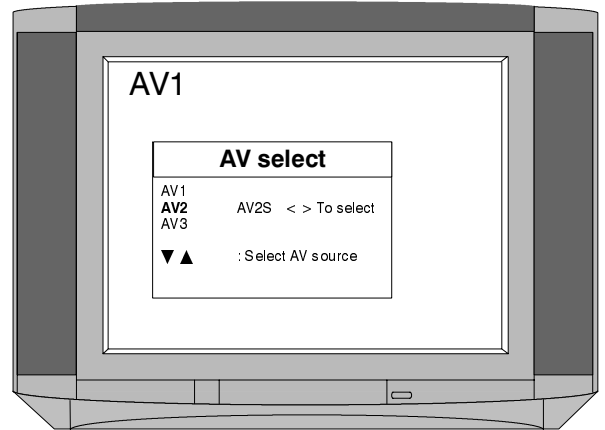 AV1
AV select
AV1
AV2 AV2S < > To select
AV3
▼ ▲ : Select AV source